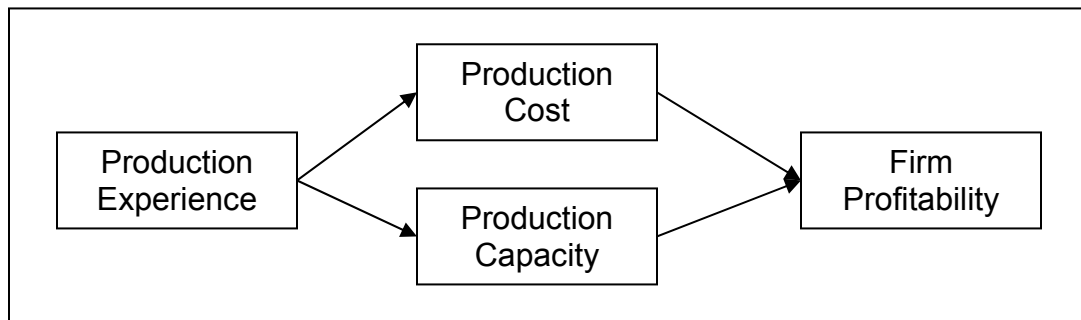 Production
Cost
Production
Experience
Firm
Profitability
Production
Capacity